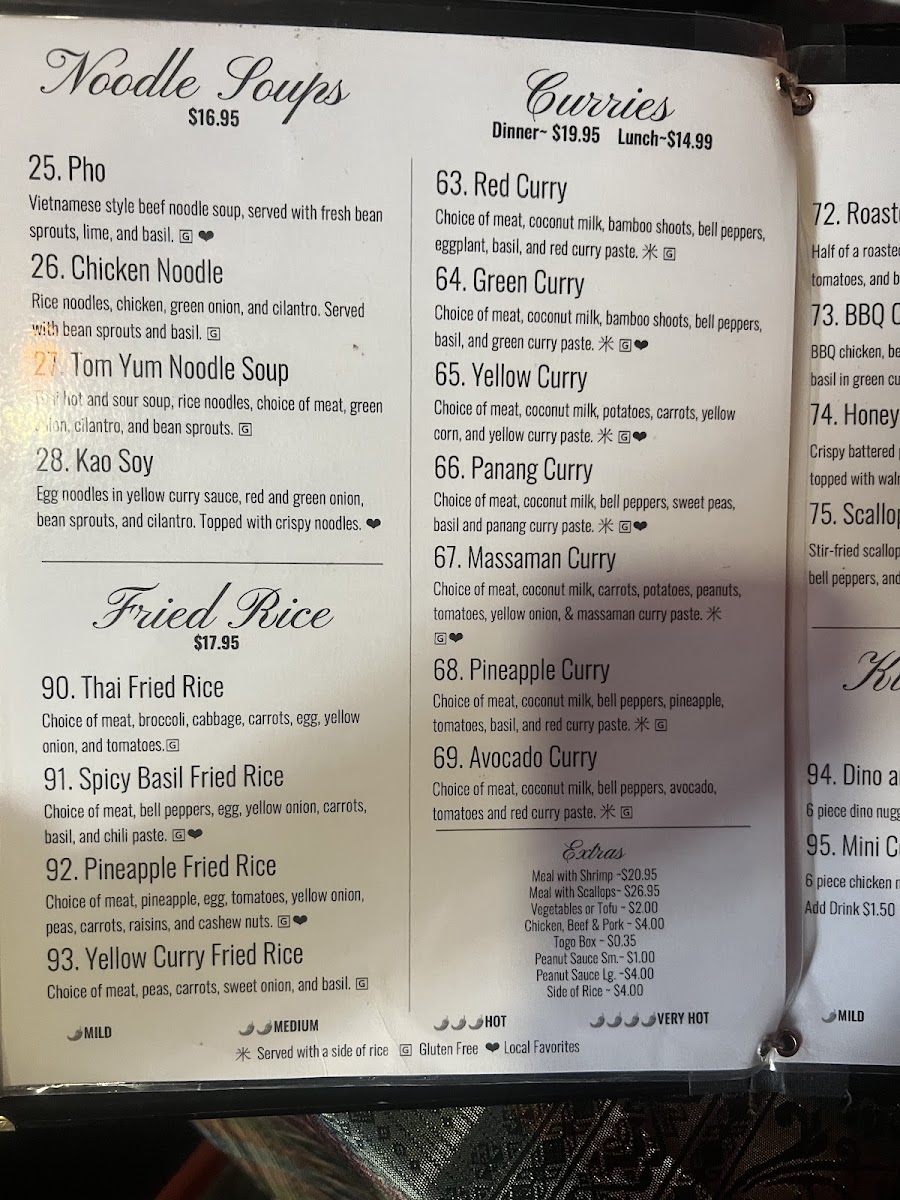 Noodle Soups
$16.95
25. Pho
Vietnamese style beef noodle soup, served with fresh bean
sprouts, lime, and basil. G ❤
26. Chicken Noodle
Rice noodles, chicken, green onion, and cilantro. Served
with bean sprouts and basil. G
27. Tom Yum Noodle Soup
hot and sour soup, rice noodles, choice of meat, green
cilantro, and bean sprouts. G
28. Kao Soy
Egg noodles in yellow curry sauce, red and green onion,
bean sprouts, and cilantro. Topped with crispy noodles. ❤
Fried Rice
$17.95
90. Thai Fried Rice
Choice of meat, broccoli, cabbage, carrots, egg, yellow
onion, and tomatoes. G
91. Spicy Basil Fried Rice
Choice of meat, bell peppers, egg, yellow onion, carrots,
basil, and chili paste. G ❤
92. Pineapple Fried Rice
Choice of meat, pineapple, egg, tomatoes, yellow onion,
peas, carrots, raisins, and cashew nuts. G ❤
93. Yellow Curry Fried Rice
Choice of meat, peas, carrots, sweet onion, and basil. G
Curries
Dinner~ $19.95 Lunch~$14.99
63. Red Curry
Choice of meat, coconut milk, bamboo shoots, bell peppers,
eggplant, basil, and red curry paste. 米 G
64. Green Curry
Choice of meat, coconut milk, bamboo shoots, bell peppers,
basil, and green curry paste. 米 G ❤
65. Yellow Curry
Choice of meat, coconut milk, potatoes, carrots, yellow
corn, and yellow curry paste. 米 G ❤
66. Panang Curry
Choice of meat, coconut milk, bell peppers, sweet peas,
basil and panang curry paste. 米 G ❤
67. Massaman Curry
Choice of meat, coconut milk, carrots, potatoes, peanuts,
tomatoes, yellow onion, & massaman curry paste. 米
G ❤
68. Pineapple Curry
Choice of meat, coconut milk, bell peppers, pineapple,
tomatoes, basil, and red curry paste. 米 G
69. Avocado Curry
Choice of meat, coconut milk, bell peppers, avocado,
tomatoes and red curry paste. 米 G
Extras
Meal with Shrimp ~$20.95
Meal with Scallops~ $26.95
Vegetables or Tofu ~ $2.00
Chicken, Beef & Pork ~ $4.00
Togo Box ~ $0.35
Peanut Sauce Sm.~ $1.00
Peanut Sauce Lg. ~$4.00
Side of Rice ~ $4.00
MILD MEDIUM HOT VERY HOT
米 Served with a side of rice G Gluten Free ❤ Local Favorites
72.
Half of a
tomatoes, and
73. BBQ
BBQ chicken,
basil in green
74. Honey
Crispy battered
topped with
75.
Stir-fried
bell peppers, and
94. Dino
6 piece dino
95. Mini
6 piece chicken
Add Drink $1.50
MILD